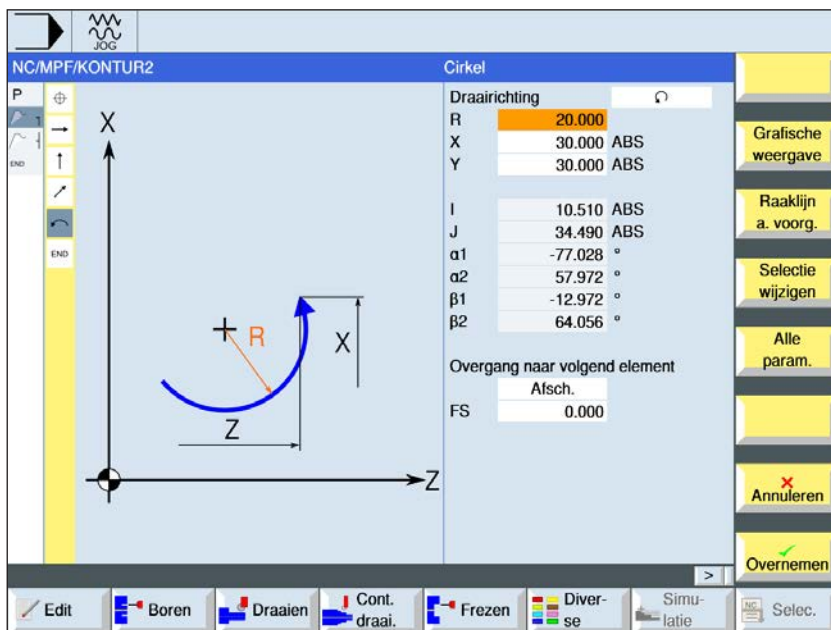 JOG
NC/MPF/KONTUR2
Cirkel
P
END
END
X
R
X
Z
Z
Draairichting
R 20.000
X 30.000 ABS
Y 30.000 ABS
I 10.510 ABS
J 34.490 ABS
α1 -77.028 °
α2 57.972 °
β1 -12.972 °
β2 64.056 °
Overgang naar volgend element
Afsch.
FS 0.000
Grafische
weergave
Raaklijn
a. voorg.
Selectie
wijzigen
Alle
param.
Annuleren
Overnemen
>
Edit
Boren
Draaien
Cont.
draai.
Frezen
Diver-
se
Simu-
latie
NC
Selec.